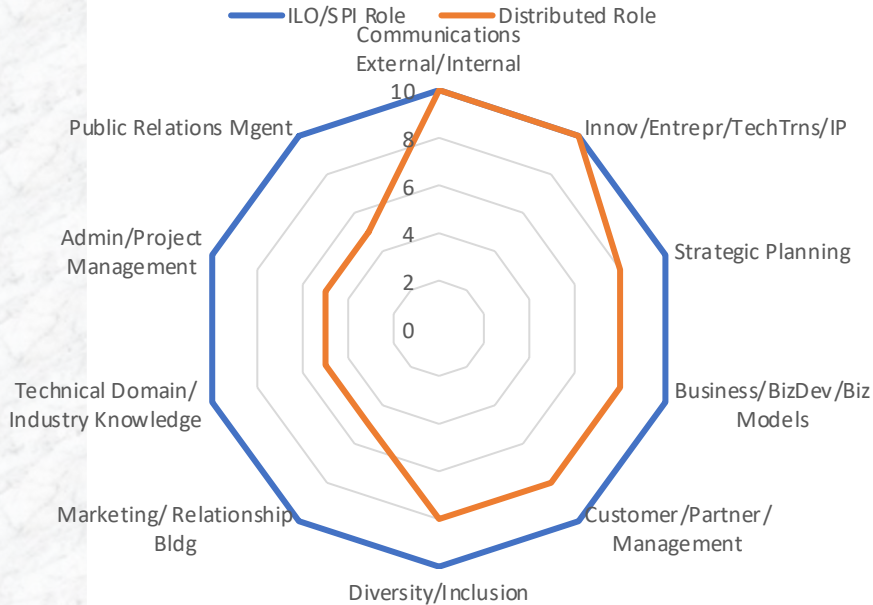 ILO/SPI Role
Distributed Role
Communications
External/Internal
Innov/Entrepr/TechTrns/IP
Strategic Planning
Business/BizDev/Biz
Models
Customer/Partner/
Management
Diversity/Inclusion
Marketing/ Relationship
Bldg
Technical Domain/
Industry Knowledge
Admin/Project
Management
Public Relations Mgent
10
8
6
4
2
0